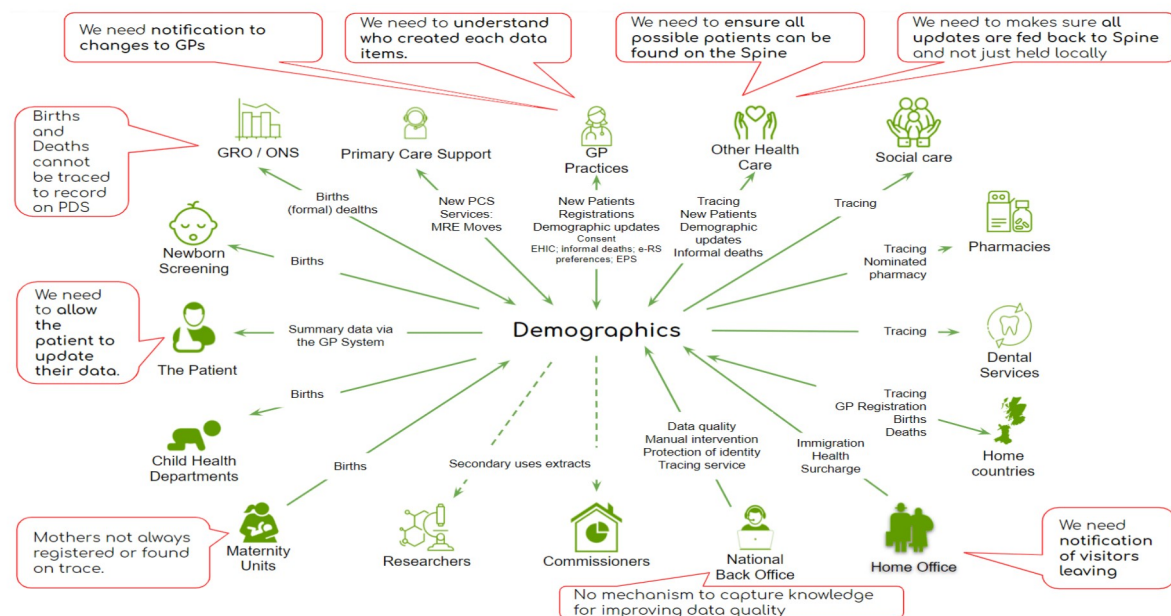 We need notification to
changes to GPs
We need to understand
who created each data
items.
We need to ensure all
possible patients can be
found on the Spine
We need to makes sure all
updates are fed back to Spine
and not just held locally
Births
and
Deaths
cannot
be traced
to record
on PDS
GRO / ONS
Primary Care Support
GP
Practices
Other Health
Care
Social care
Births
(formal) dealths
New PCS
Services:
MRE Moves
New Patients
Registrations
Demographic updates
Consent
EHIC; informal deaths; e-RS
preferences; EPS
Tracing
New Patients
Demographic
updates
Informal deaths
Tracing
Newborn
Screening
Births
Tracing
Nominated
pharmacy
Pharmacies
We need
to allow
the
patient to
update
their data.
The Patient
Summary data via
the GP System
Demographics
Tracing
Dental
Services
Births
Child Health
Departments
Tracing
GP Registration
Births
Deaths
Home
countries
Births
Secondary uses extracts
Data quality
Manual intervention
Protection of identity
Tracing service
Immigration
Health
Surcharge
Mothers not always
registered or found
on trace.
Maternity
Units
Researchers
Commissioners
National
Back Office
Home Office
We need
notification
of visitors
leaving
No mechanism to capture knowledge
for improving data quality